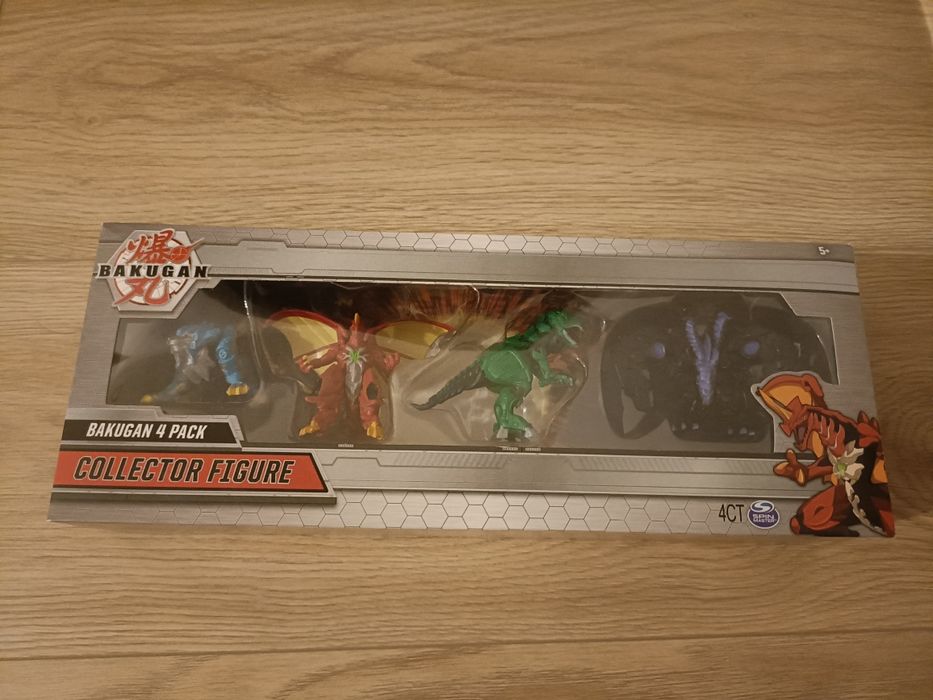 爆
BAKUGAN
丸
5+
BAKUGAN 4 PACK
COLLECTOR FIGURE
4CT
SPIN
MASTER